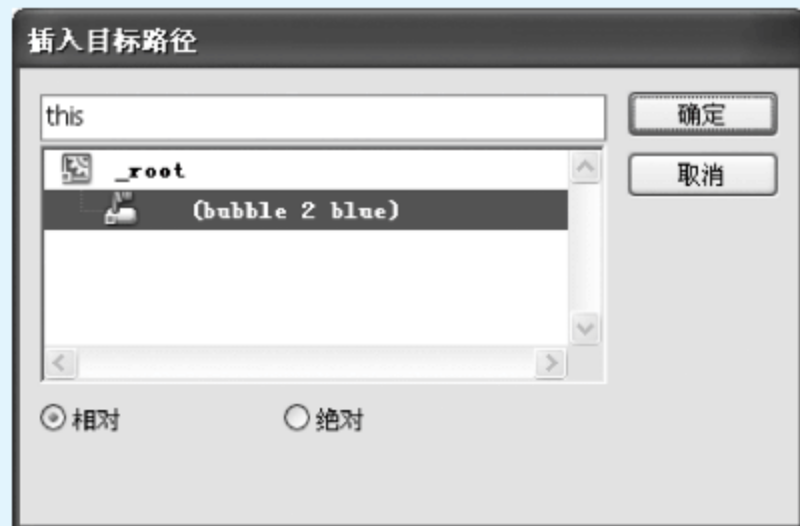 插入目标路径
this
确定
_root
取消
(bubble 2 blue)
相对
绝对